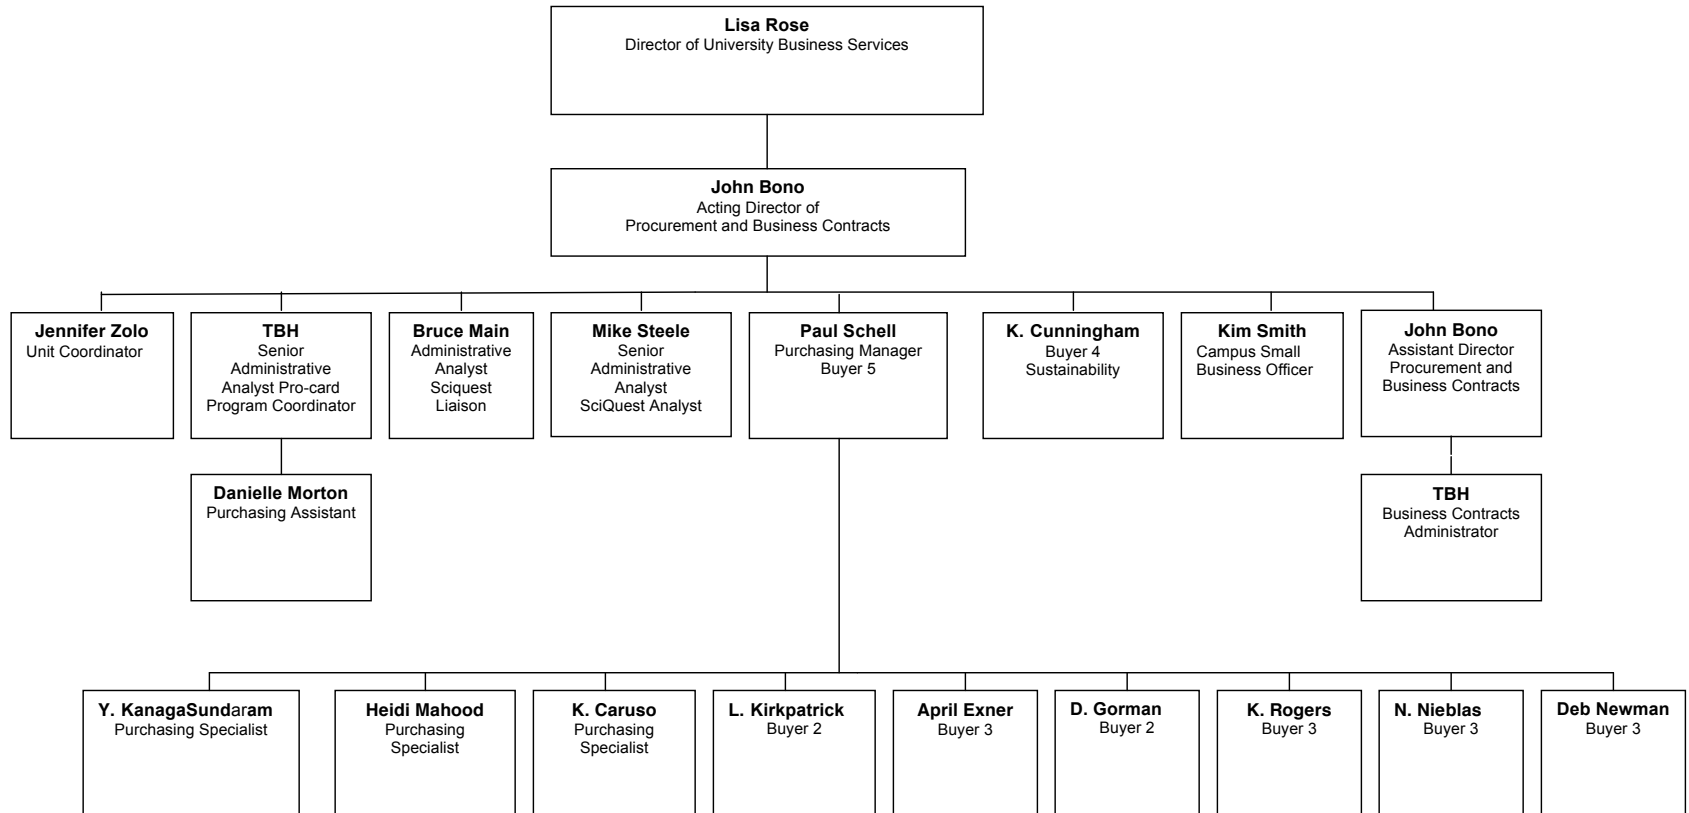 Lisa Rose
Director of University Business Services
John Bono
Acting Director of
Procurement and Business Contracts
Jennifer Zolo
Unit Coordinator
TBH
Senior
Administrative
Analyst Pro-card
Program Coordinator
Bruce Main
Administrative
Analyst
Sciquest
Liaison
Mike Steele
Senior
Administrative
Analyst
SciQuest Analyst
Paul Schell
Purchasing Manager
Buyer 5
K. Cunningham
Buyer 4
Sustainability
Kim Smith
Campus Small
Business Officer
John Bono
Assistant Director
Procurement and
Business Contracts
Danielle Morton
Purchasing Assistant
TBH
Business Contracts
Administrator
Y. KanagaSundaram
Purchasing Specialist
Heidi Mahood
Purchasing
Specialist
K. Caruso
Purchasing
Specialist
L. Kirkpatrick
Buyer 2
April Exner
Buyer 3
D. Gorman
Buyer 2
K. Rogers
Buyer 3
N. Nieblas
Buyer 3
Deb Newman
Buyer 3